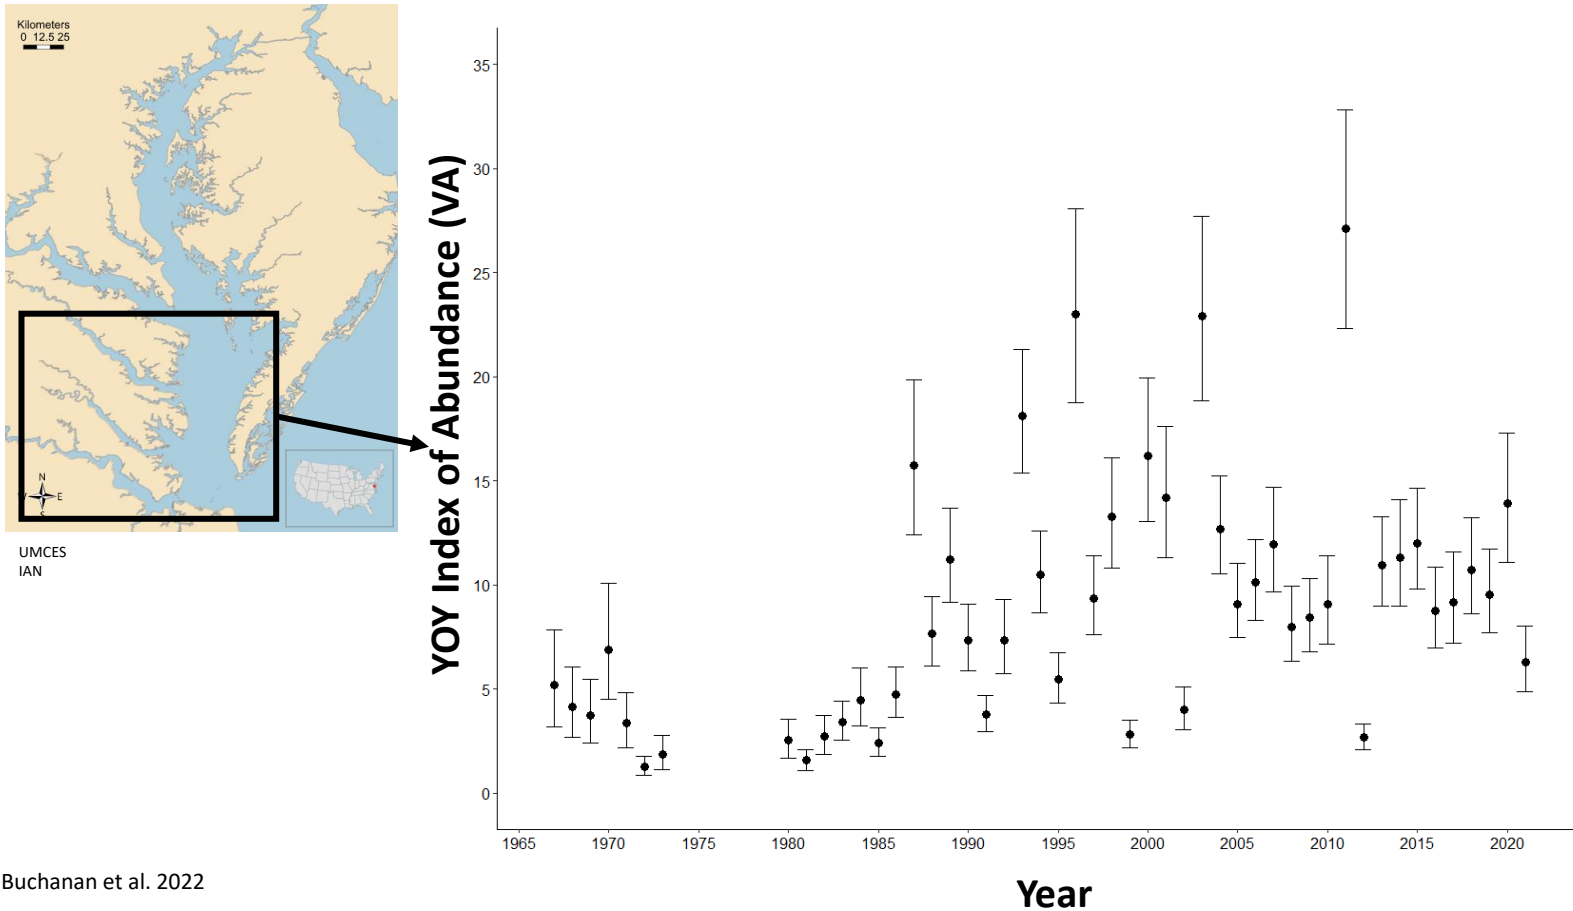 Kilometers
0 12.5 25
N
W E
S
UMCES
IAN
YOY Index of Abundance (VA)
35
30
25
20
15
10
5
0
1965 1970 1975 1980 1985 1990 1995 2000 2005 2010 2015 2020
Year
Buchanan et al. 2022